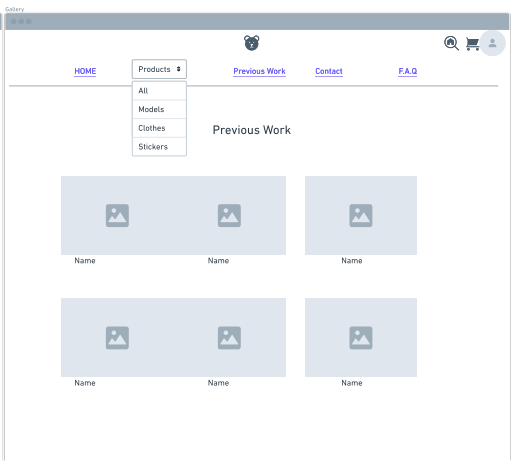 Gallery
HOME
Products
Previous Work
Contact
F.A.Q
All
Models
Clothes
Stickers
Previous Work
Name
Name
Name
Name
Name
Name